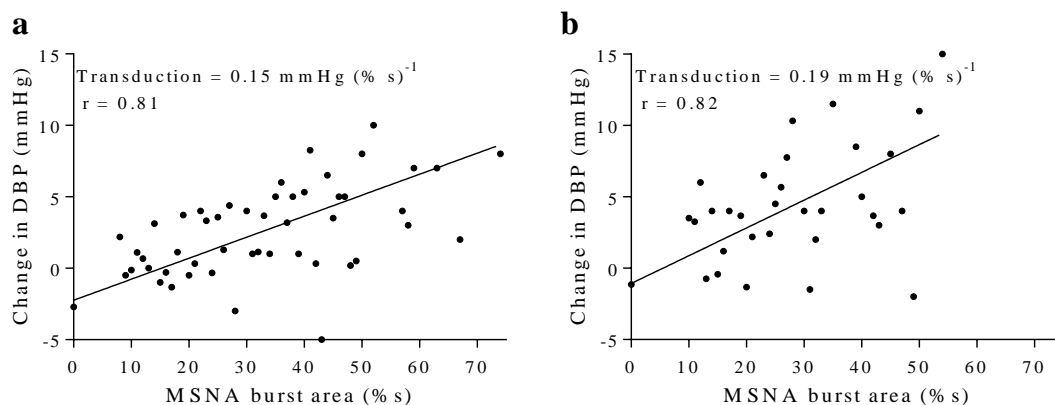 a
Transduction = 0.15 mmHg (% s)-1
r = 0.81
Change in DBP (mmHg)
15
10
5
0
-5
0 10 20 30 40 50 60 70
MSNA burst area (% s)
b
Transduction = 0.19 mmHg (% s)-1
r = 0.82
Change in DBP (mmHg)
15
10
5
0
-5
0 10 20 30 40 50 60 70
MSNA burst area (% s)